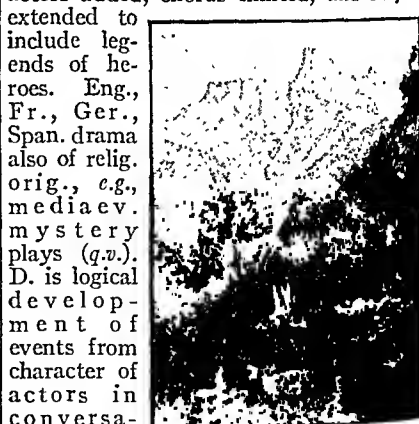 extended to
include leg-
ends of he-
roes. Eng.,
Fr., Ger.,
Span. drama
also of relig.
orig., e.g.,
mediaev.
mystery
plays (q.v.).
D. is logical
develop-
ment of
events from
character of
actors in
conversa-